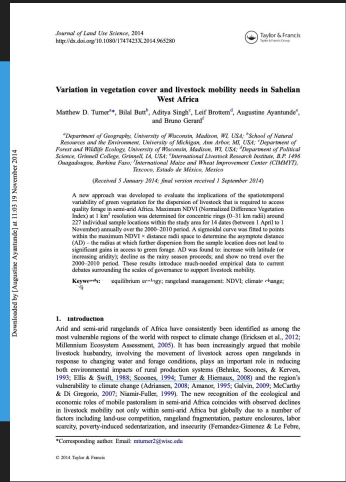 Journal of Land Use Science, 2014
http://dx.doi.org/10.1080/1747423X.2014.965280
Taylor & Francis
Taylor & Francis Group
Variation in vegetation cover and livestock mobility needs in Sahelian
West Africa
Matthew D. Turnerᵃ*, Bilal Buttᵇ, Aditya Singhᶜ, Leif Brottemᵈ, Augustine Ayantundeᵉ,
and Bruno Gerardᶠ
ᵃDepartment of Geography, University of Wisconsin, Madison, WI, USA; ᵇSchool of Natural
Resources and the Environment, University of Michigan, Ann Arbor, MI, USA; ᶜDepartment of
Forest and Wildlife Ecology, University of Wisconsin, Madison, WI, USA; ᵈDepartment of Political
Science, Grinnell College, Grinnell, IA, USA; ᵉInternational Livestock Research Institute, B.P. 1496
Ouagadougou, Burkina Faso; ᶠInternational Maize and Wheat Improvement Center (CIMMYT),
Texcoco, Estado de México, Mexico
(Received 5 January 2014; final version received 1 September 2014)
A new approach was developed to evaluate the implications of the spatiotemporal
variability of green vegetation for the dispersion of livestock that is required to access
quality forage in semi-arid Africa. Maximum NDVI (Normalized Difference Vegetation
Index) at 1 km² resolution was determined for concentric rings (0–31 km radii) around
227 individual sample locations within the study area for 14 dates (between 1 April to 1
November) annually over the 2000–2010 period. A sigmoidal curve was fitted to points
within the maximum NDVI × distance radii space to determine the asymptote distance
(AD) – the radius at which further dispersion from the sample location does not lead to
significant gains in access to green forage. AD was found to: increase with latitude (or
increasing aridity); decline as the rainy season proceeds; and show no trend over the
2000–2010 period. These results introduce much-needed empirical data to current
debates surrounding the scales of governance to support livestock mobility.
equilibrium rangeland management; NDVI; climate
1. Introduction
Arid and semi-arid rangelands of Africa have consistently been identified as among the
most vulnerable regions of the world with respect to climate change (Ericksen et al., 2012;
Millennium Ecosystem Assessment, 2005). It has been increasingly argued that mobile
livestock husbandry, involving the movement of livestock across open rangelands in
response to changing water and forage conditions, plays an important role in reducing
both environmental impacts of rural production systems (Behnke, Scoones, & Kerven,
1993; Ellis & Swift, 1988; Scoones, 1994; Turner & Hiernaux, 2008) and the region's
vulnerability to climate change (Adriansen, 2008; Amanor, 1995; Galvin, 2009; McCarthy
& Di Gregorio, 2007; Niamir-Fuller, 1999). The new recognition of the ecological and
economic roles of mobile pastoralism in semi-arid Africa coincides with observed declines
in livestock mobility not only within semi-arid Africa but globally due to a number of
factors including land-use competition, rangeland fragmentation, pasture enclosures, labor
scarcity, poverty-induced sedentarization, and insecurity (Fernandez-Gimenez & Le Febre,
*Corresponding author. Email: mturner2@wisc.edu
© 2014 Taylor & Francis
Downloaded by [Augustine Ayantunde] at 11:05 19 November 2014